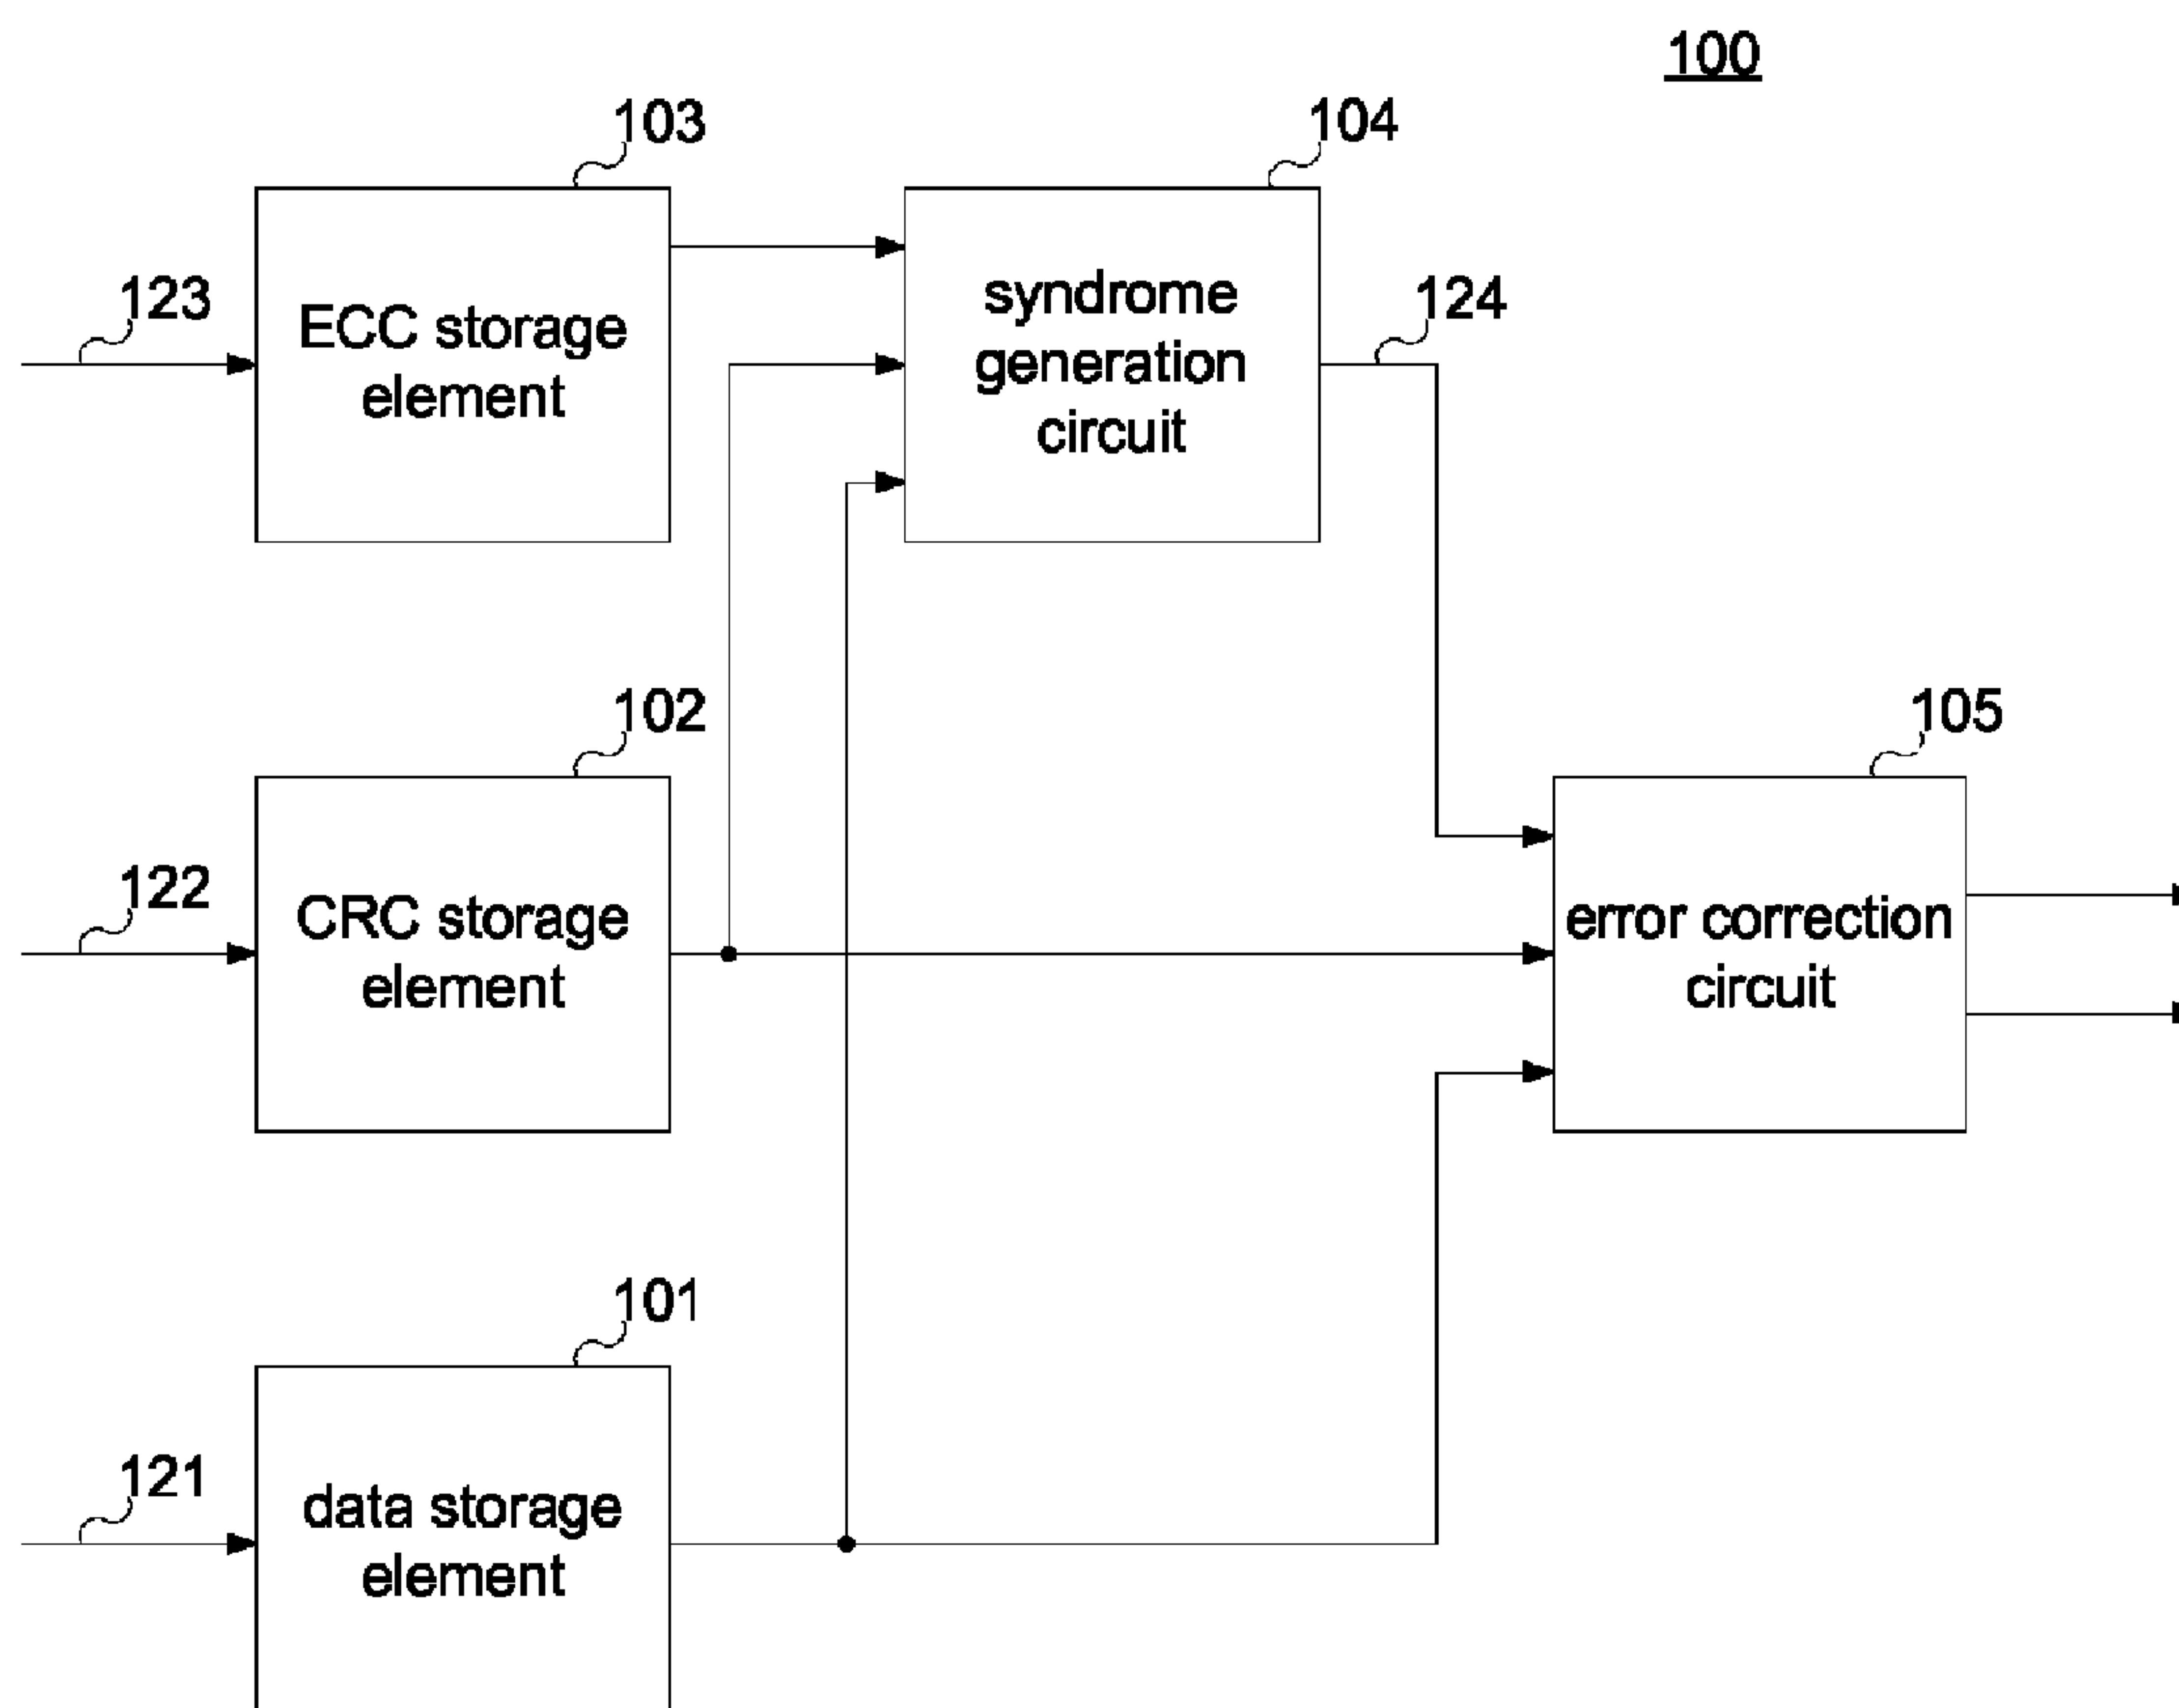 100
103
104
123
ECC storage
element
syndrome
generation
circuit
124
102
105
122
CRC storage
element
error correction
circuit
101
121
data storage
element